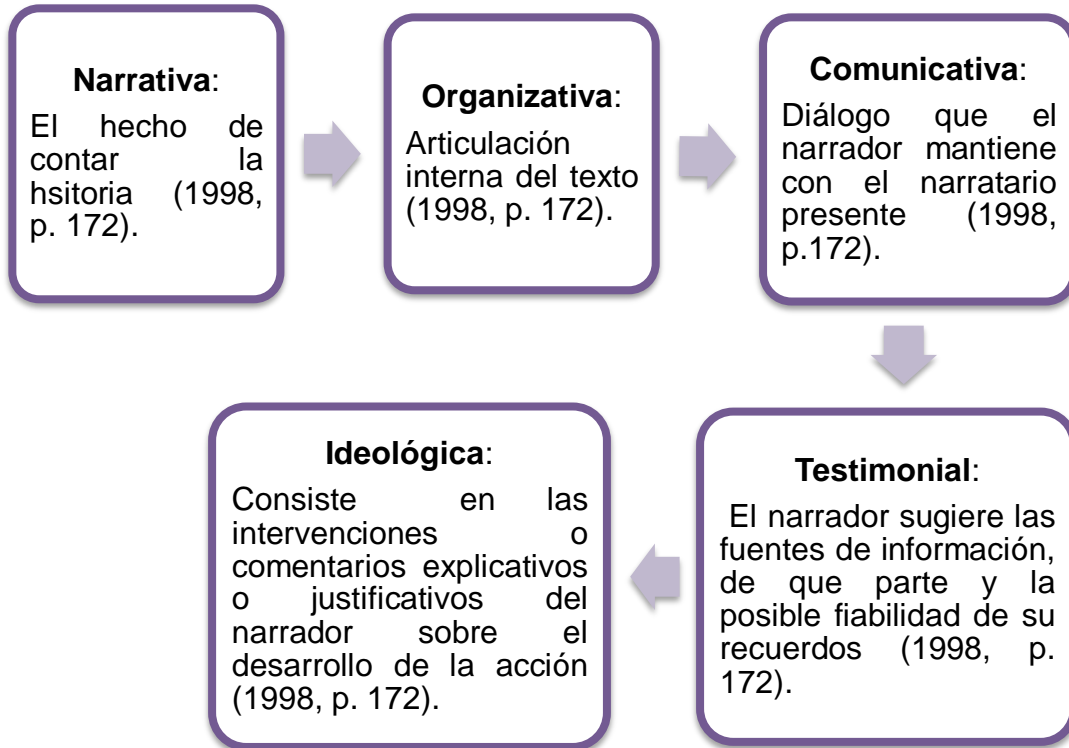 Narrativa:
El hecho de
contar la
hsitoria (1998,
p. 172).
Organizativa:
Articulación
interna del texto
(1998, p. 172).
Comunicativa:
Diálogo que el
narrador mantiene
con el narratario
presente (1998,
p.172).
Testimonial:
El narrador sugiere las
fuentes de información,
de que parte y la
posible fiabilidad de su
recuerdos (1998, p.
172).
Ideológica:
Consiste en las
intervenciones o
comentarios explicativos
o justificativos del
narrador sobre el
desarrollo de la acción
(1998, p. 172).